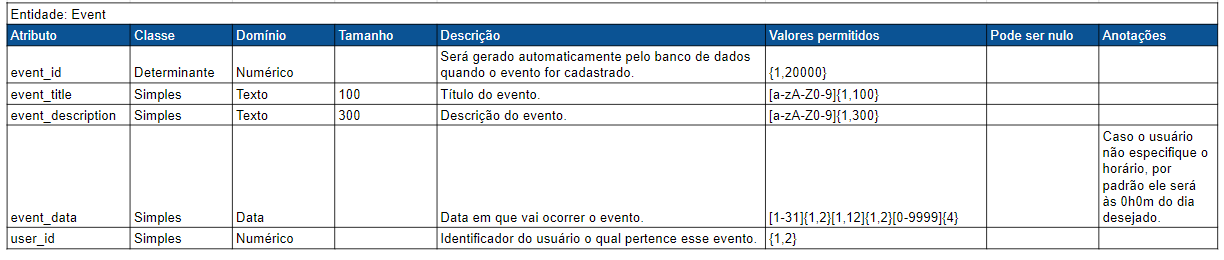 Entidade: Event
Atributo Classe Domínio Tamanho Descrição Valores permitidos Pode ser nulo Anotações
Será gerado automaticamente pelo banco de dados
event_id Determinante Numérico quando o evento for cadastrado. {1,20000}
event_title Simples Texto 100 Título do evento. [a-zA-Z0-9]{1,100}
event_description Simples Texto 300 Descrição do evento. [a-zA-Z0-9]{1,300}
Caso o usuário
não especifique o
horário, por
padrão ele será
às 0h0m do dia
event_data Simples Data Data em que vai ocorrer o evento. [1-31]{1,2}[1,12]{1,2}[0-9999]{4} desejado.
user_id Simples Numérico Identificador do usuário o qual pertence esse evento. {1,2}